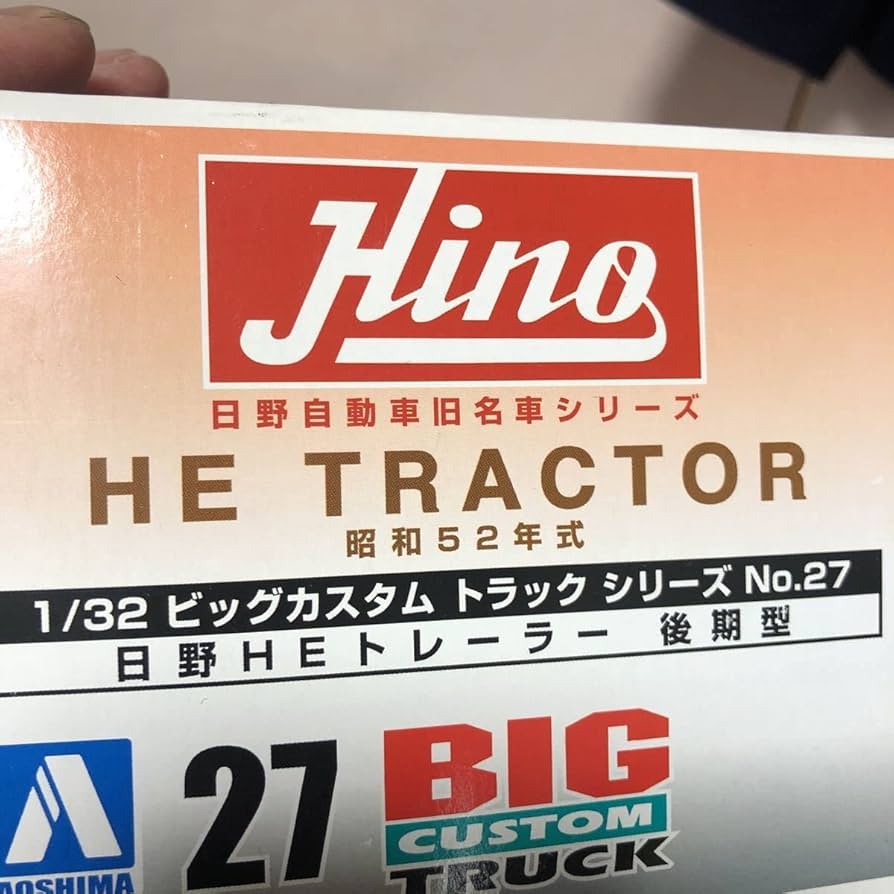 Hino
日野自動車旧名車シリーズ
HE TRACTOR
昭和52年式
1/32 ビッグカスタム トラック シリーズ No.27
日野HEトレーラー 後期型
27
BIG
CUSTOM
TRUCK
AOSHIMA